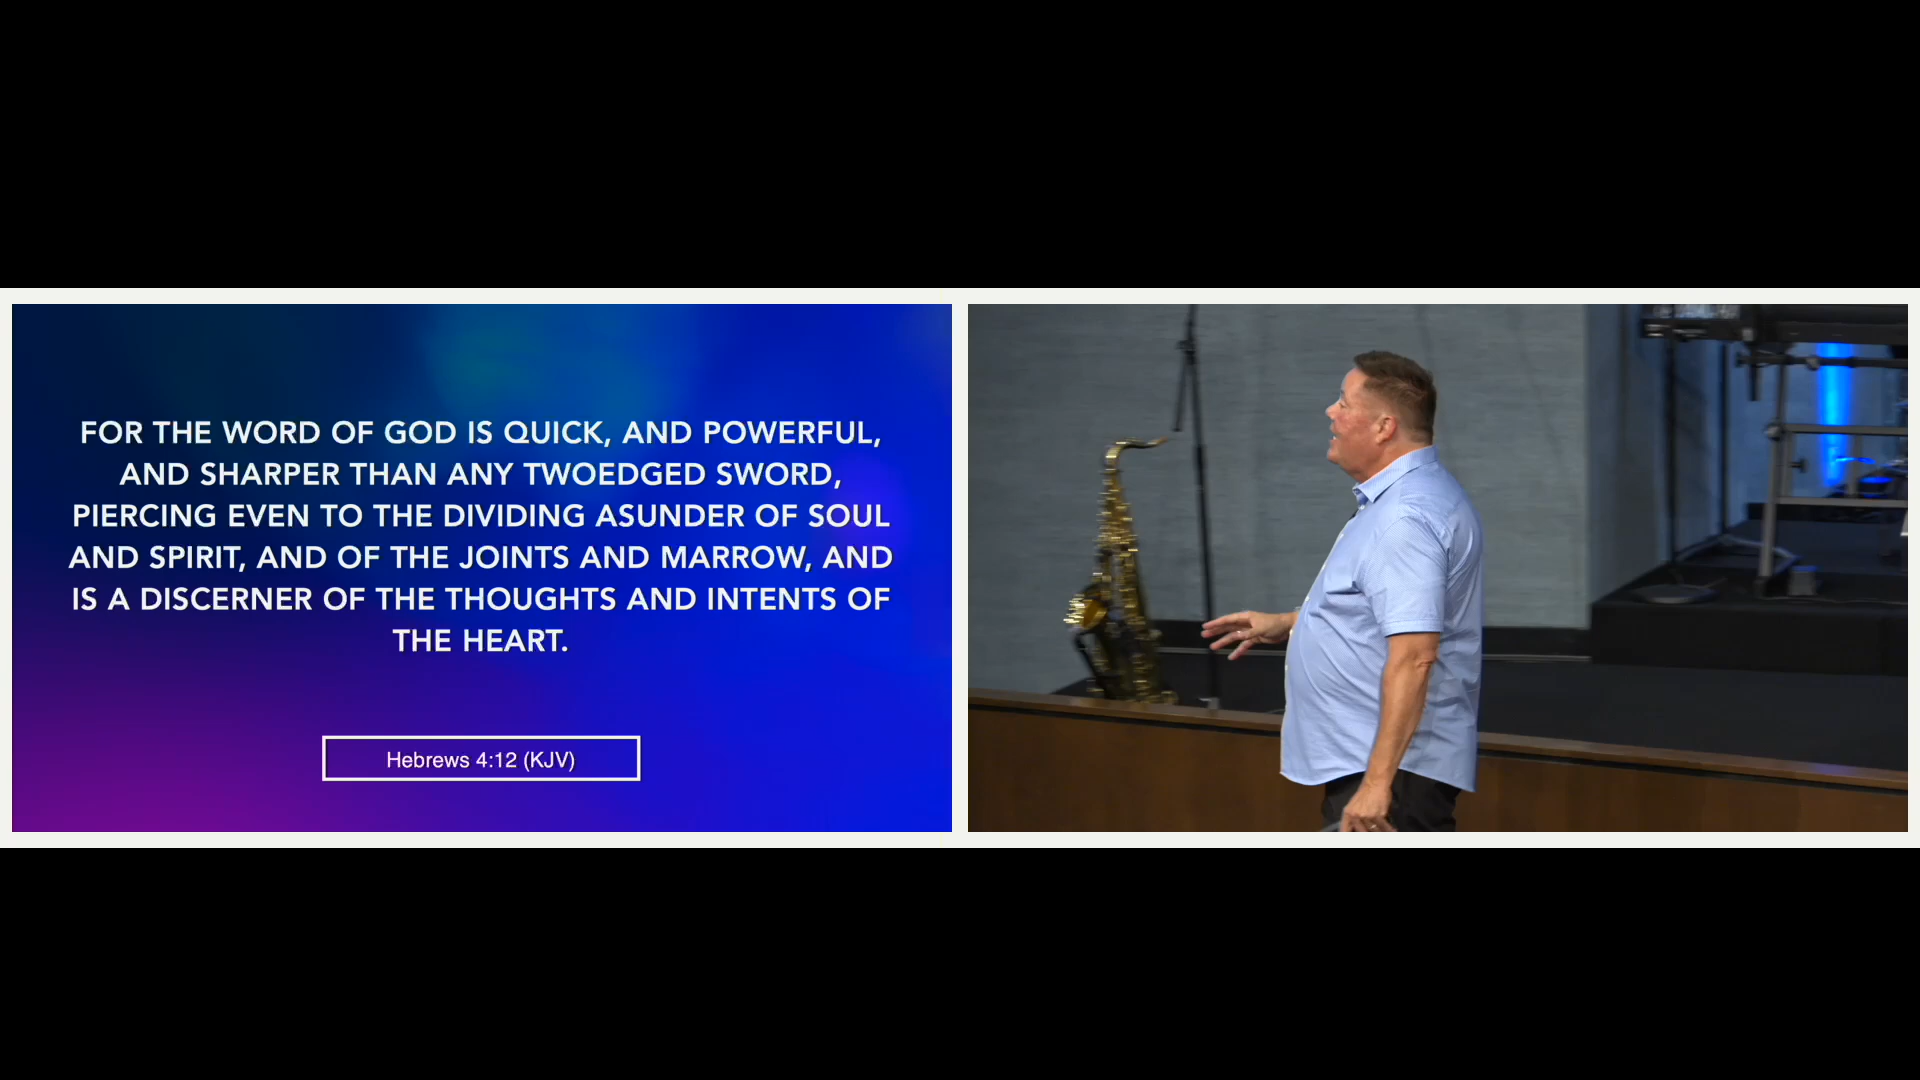 FOR THE WORD OF GOD IS QUICK, AND POWERFUL,
AND SHARPER THAN ANY TWOEDGED SWORD,
PIERCING EVEN TO THE DIVIDING ASUNDER OF SOUL
AND SPIRIT, AND OF THE JOINTS AND MARROW, AND
IS A DISCERNER OF THE THOUGHTS AND INTENTS OF
THE HEART.
Hebrews 4:12 (KJV)